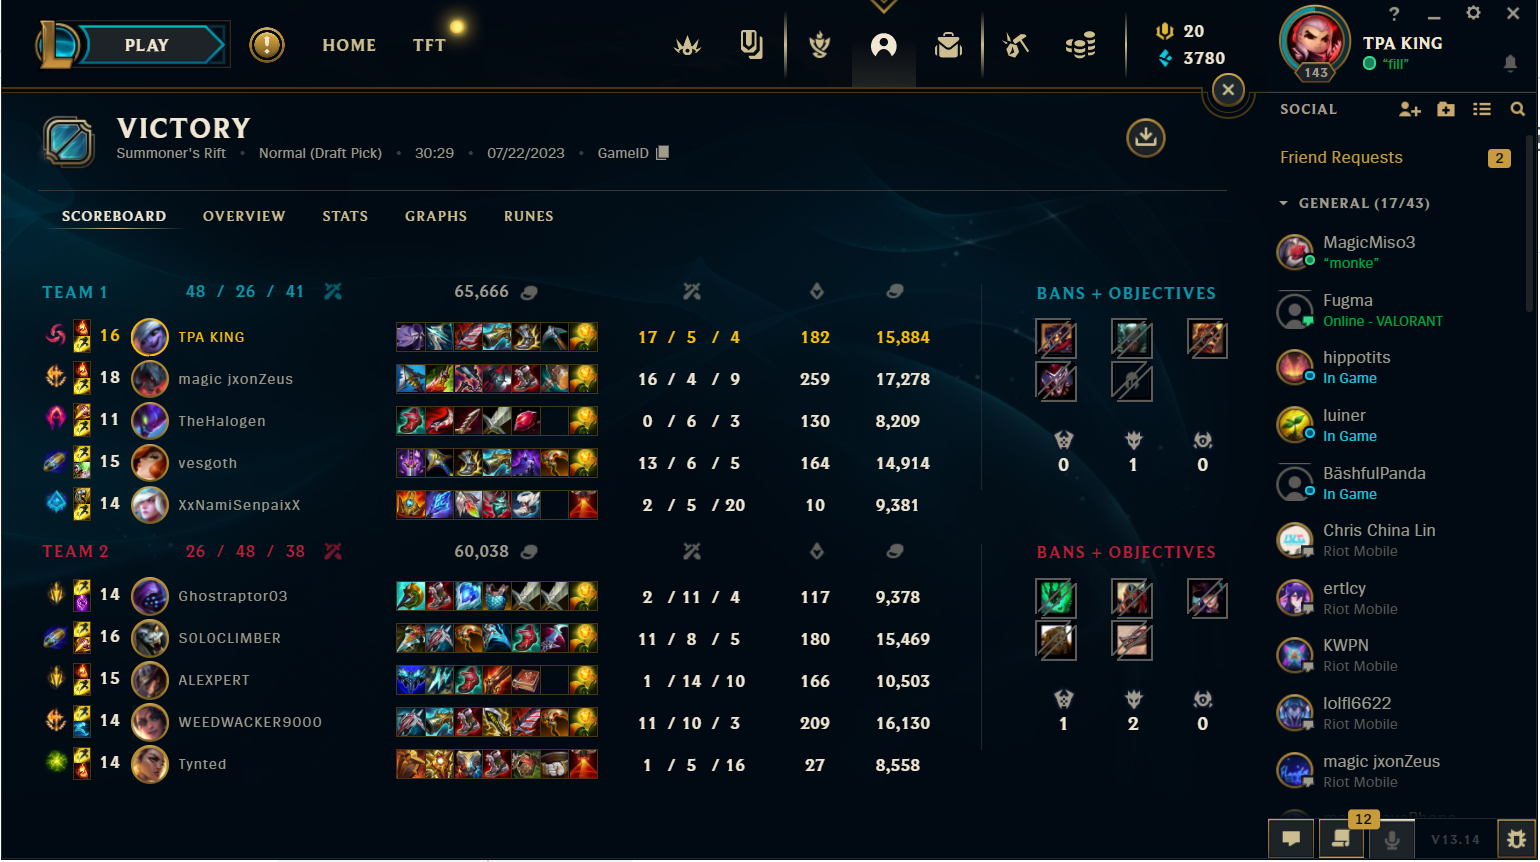 PLAY
HOME
TFT
20
3780
143
TPA KING
"fill"
VICTORY
Summoner's Rift • Normal (Draft Pick) • 30:29 • 07/22/2023 • GameID
SCOREBOARD OVERVIEW STATS GRAPHS RUNES
TEAM 1 48 / 26 / 41 65,666
16 TPA KING 17 / 5 / 4 182 15,884
18 magic jxonZeus 16 / 4 / 9 259 17,278
11 TheHalogen 0 / 6 / 3 130 8,209
15 vesgoth 13 / 6 / 5 164 14,914
14 XxNamiSenpaixX 2 / 5 / 20 10 9,381
BANS + OBJECTIVES
0 1 0
TEAM 2 26 / 48 / 38 60,038
14 Ghostraptor03 2 / 11 / 4 117 9,378
16 SOLOCLIMBER 11 / 8 / 5 180 15,469
15 ALEXPERT 1 / 14 / 10 166 10,503
14 WEEDWACKER9000 11 / 10 / 3 209 16,130
14 Tynted 1 / 5 / 16 27 8,558
BANS + OBJECTIVES
1 2 0
SOCIAL
Friend Requests 2
GENERAL (17/43)
MagicMiso3
"monke"
Fugma
Online - VALORANT
hippotits
In Game
luiner
In Game
BäshfulPanda
In Game
Chris China Lin
Riot Mobile
ertlcy
Riot Mobile
KWPN
Riot Mobile
lolfl6622
Riot Mobile
magic jxonZeus
Riot Mobile
12
V13.14